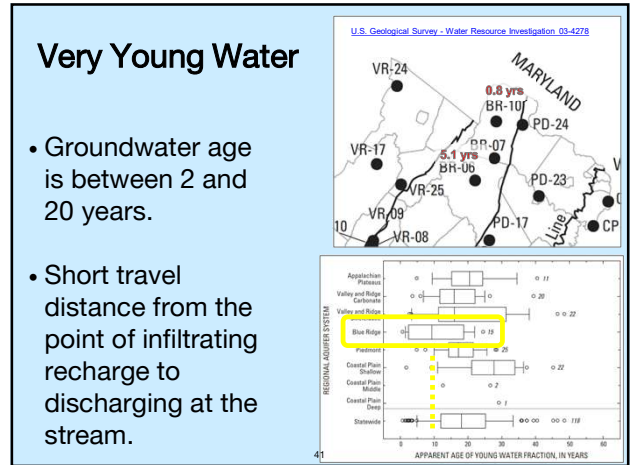 Very Young Water
• Groundwater age
is between 2 and
20 years.
• Short travel
distance from the
point of infiltrating
recharge to
discharging at the
stream.
U.S. Geological Survey - Water Resource Investigation 03-4278
MARYLAND
VR-24
0.8 yrs
BR-10
PD-24
VR-17
5.1 yrs
BR-07
BR-06
VR-25
PD-23
VR-09
10
VR-08
PD-17
Line
CP
REGIONAL AQUIFER SYSTEM
Appalachian
Plateaus
11
Valley and Ridge
Carbonate
20
Valley and Ridge
22
Blue Ridge
15
Piedmont
25
Coastal Plain
Shallow
22
Coastal Plain
Middle
2
Coastal Plain
Deep
1
Statewide
118
0 10 20 30 40 50 60
APPARENT AGE OF YOUNG WATER FRACTION, IN YEARS
41